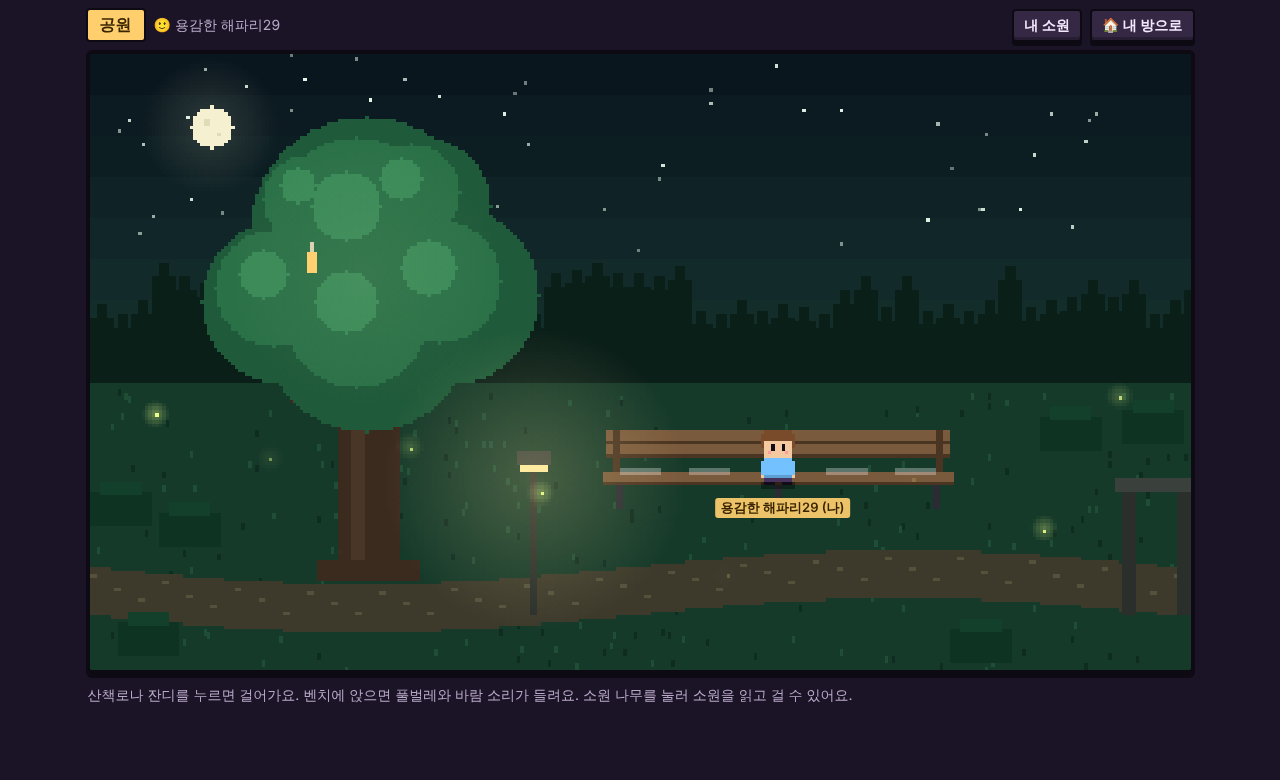 공원
🙂 용감한 해파리29
내 소원
🏠 내 방으로
용감한 해파리29 (나)
산책로나 잔디를 누르면 걸어가요. 벤치에 앉으면 풀벌레와 바람 소리가 들려요. 소원 나무를 눌러 소원을 읽고 걸 수 있어요.